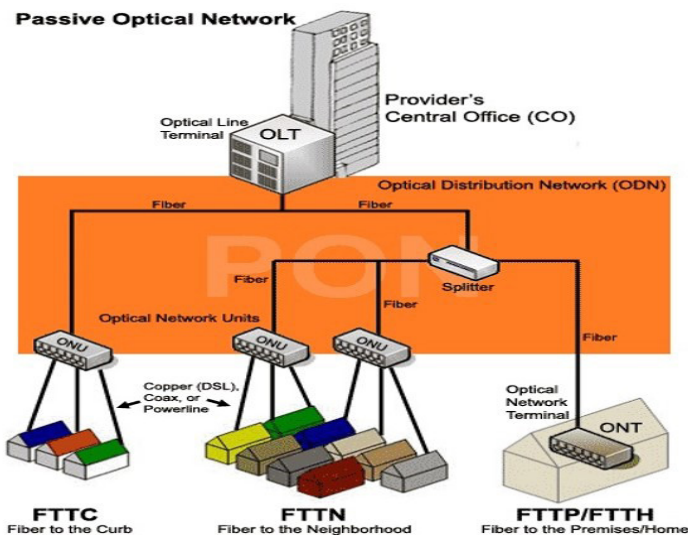 Passive Optical Network
Provider's
Central Office (CO)
Optical Line
Terminal
OLT
Optical Distribution Network (ODN)
Fiber
Fiber
PON
Fiber
Splitter
Fiber
Optical Network Units
Fiber
ONU
ONU
ONU
Copper (DSL),
Coax, or
Powerline
Optical
Network
Terminal
ONT
FTTC
Fiber to the Curb
FTTN
Fiber to the Neighborhood
FTTP/FTTH
Fiber to the Premises/Home